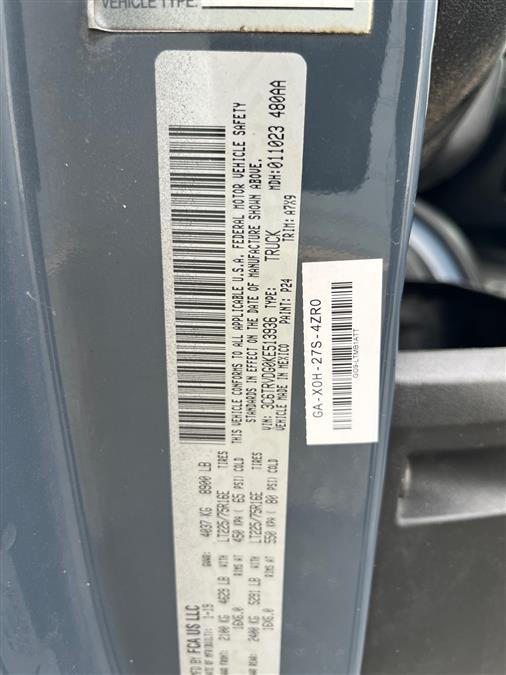 VEHICLE TYPE:
MFD BY FCA US LLC
DATE OF MFR(BUILT): 1-19 GVWR: 4037 KG 8900 LB
GAWR FRONT: 2100 KG 4629 LB WITH LT225/75R16E TIRES
16X6.0 RIMS AT 450 KPA ( 65 PSI) COLD
GAWR REAR: 2400 KG 5291 LB WITH LT225/75R16E TIRES
16X6.0 RIMS AT 550 KPA ( 80 PSI) COLD
THIS VEHICLE CONFORMS TO ALL APPLICABLE U.S.A. FEDERAL MOTOR VEHICLE SAFETY
STANDARDS IN EFFECT ON THE DATE OF MANUFACTURE SHOWN ABOVE.
VIN: 3C6TRVDG0KE513936 TYPE: TRUCK MDH:011023 480AA
VEHICLE MADE IN MEXICO PAINT: P24 TRIM: A7X9
GA-X0H-27S-4ZR0